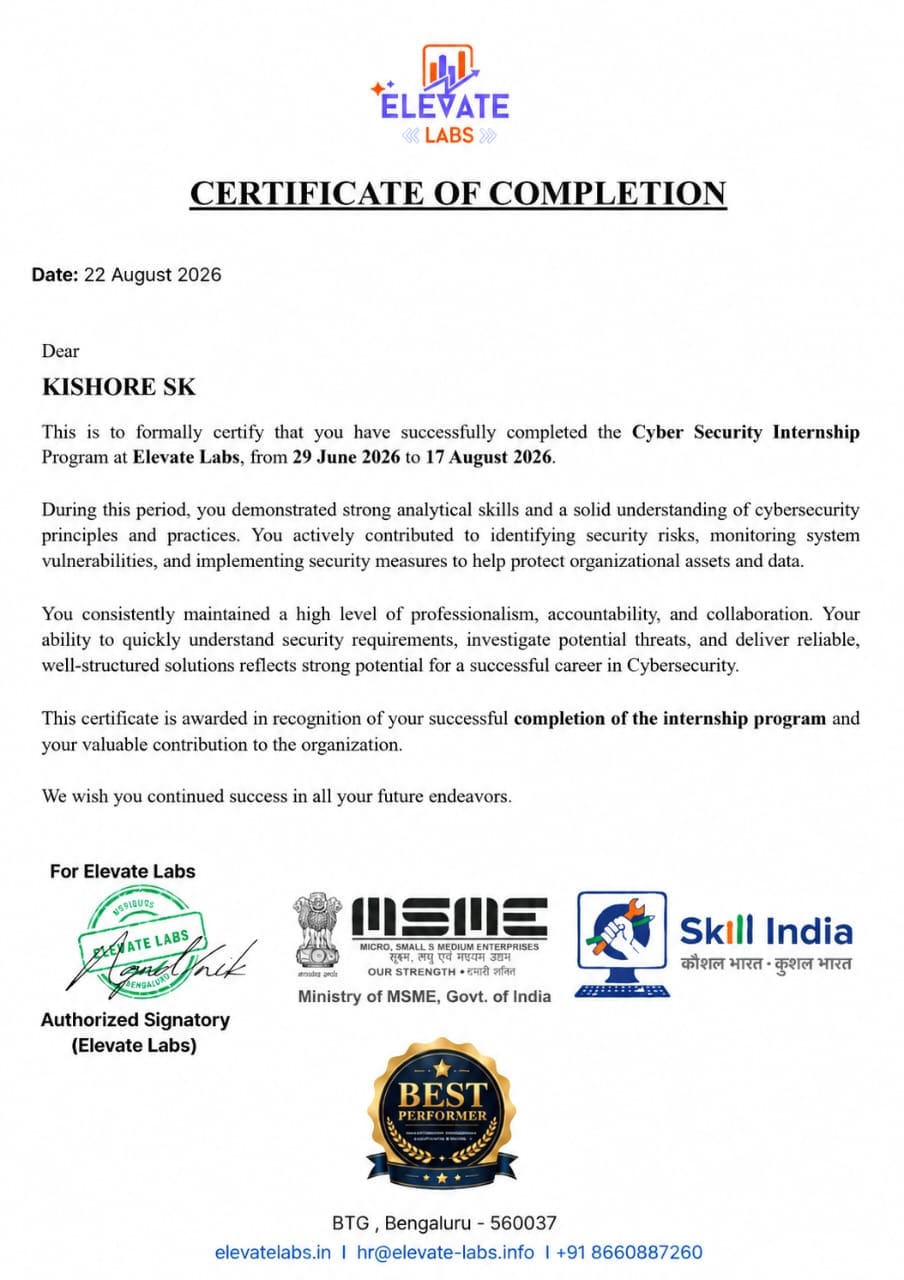 ELEVATE
LABS
CERTIFICATE OF COMPLETION
Date: 22 August 2026
Dear
KISHORE SK
This is to formally certify that you have successfully completed the Cyber Security Internship
Program at Elevate Labs, from 29 June 2026 to 17 August 2026.
During this period, you demonstrated strong analytical skills and a solid understanding of cybersecurity
principles and practices. You actively contributed to identifying security risks, monitoring system
vulnerabilities, and implementing security measures to help protect organizational assets and data.
You consistently maintained a high level of professionalism, accountability, and collaboration. Your
ability to quickly understand security requirements, investigate potential threats, and deliver reliable,
well-structured solutions reflects strong potential for a successful career in Cybersecurity.
This certificate is awarded in recognition of your successful completion of the internship program and
your valuable contribution to the organization.
We wish you continued success in all your future endeavors.
For Elevate Labs
ELEVATE LABS
BENGALURU
Authorized Signatory
(Elevate Labs)
MSME
MICRO, SMALL S MEDIUM ENTERPRISES
सूक्ष्म, लघु एवं मध्यम उद्यम
OUR STRENGTH •
Ministry of MSME, Govt. of India
Skill India
कौशल भारत - कुशल भारत
BEST
PERFORMER
BTG , Bengaluru - 560037
elevatelabs.in I hr@elevate-labs.info I +91 8660887260